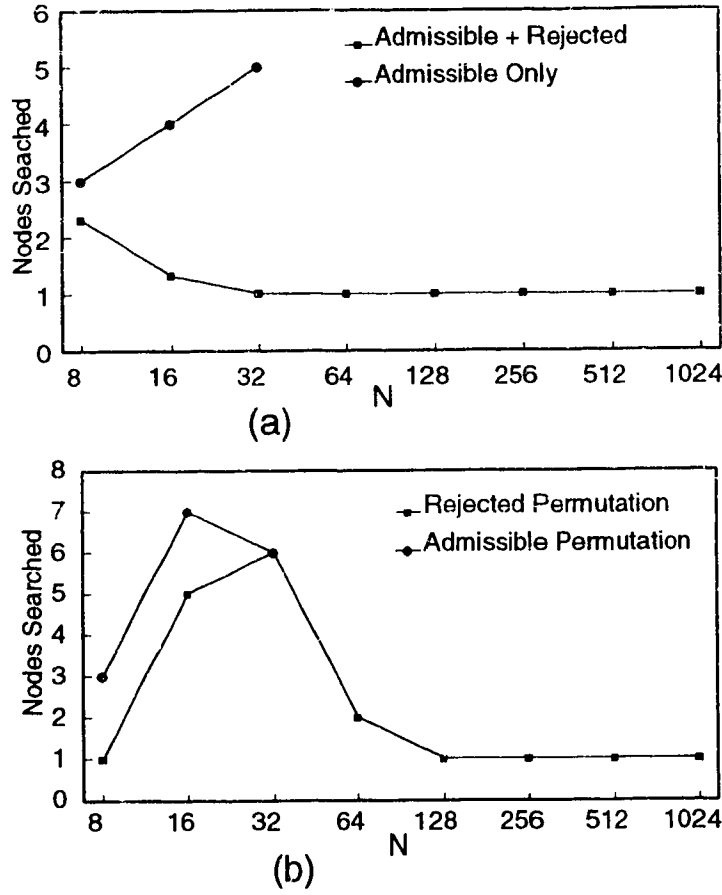 6
Admissible + Rejected
5
Admissible Only
4
3
2
1
0
Nodes Seached
8 16 32 64 128 256 512 1024
N
(a)
8
7
Rejected Permutation
6
Admissible Permutation
5
4
3
2
1
0
Nodes Searched
8 16 32 64 128 256 512 1024
N
(b)